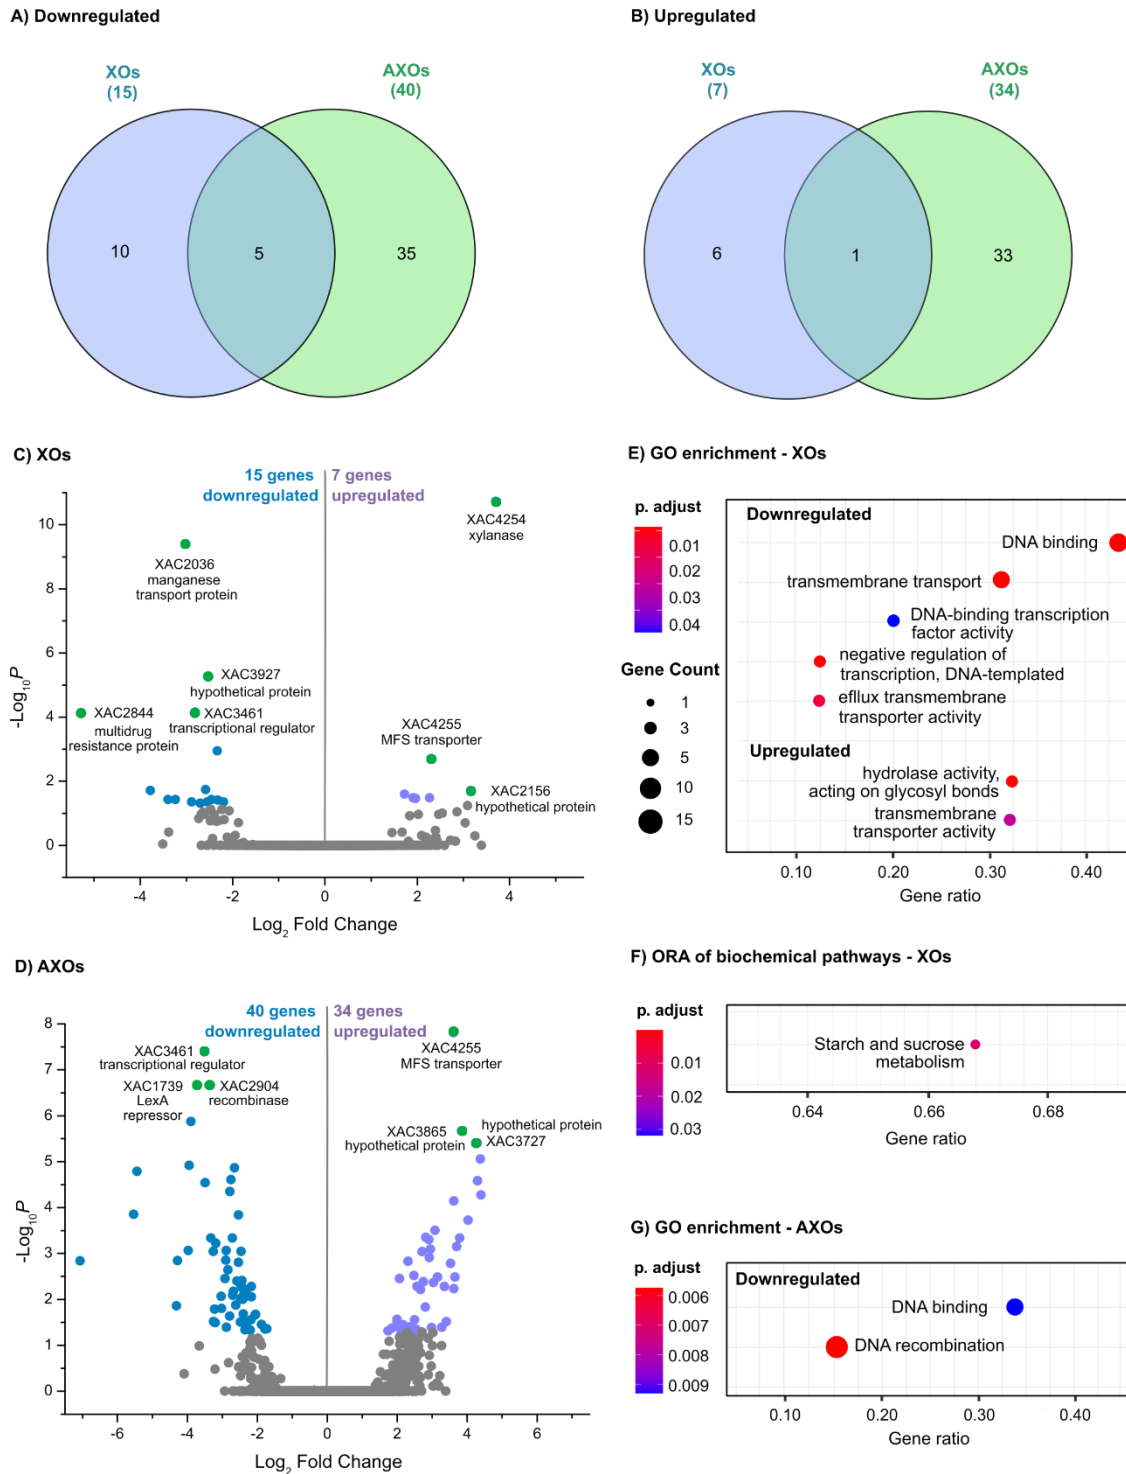 A) Downregulated
XOs
(15)
AXOs
(40)
10
5
35
B) Upregulated
XOs
(7)
AXOs
(34)
6
1
33
C) XOs
15 genes
downregulated
7 genes
upregulated
XAC4254
xylanase
XAC2036
manganese
transport protein
XAC3927
hypothetical protein
XAC2844
multidrug
resistance protein
XAC3461
transcriptional regulator
XAC4255
MFS transporter
XAC2156
hypothetical protein
10
8
6
4
2
0
-Log10P
-4
-2
0
2
4
Log2 Fold Change
D) AXOs
40 genes
downregulated
34 genes
upregulated
XAC3461
transcriptional regulator
XAC1739
LexA
repressor
XAC2904
recombinase
XAC4255
MFS transporter
XAC3865
hypothetical protein
hypothetical protein
XAC3727
8
7
6
5
4
3
2
1
0
-Log10P
-6
-4
-2
0
2
4
6
Log2 Fold Change
E) GO enrichment - XOs
p. adjust
0.01
0.02
0.03
0.04
Gene Count
1
3
5
10
15
Downregulated
DNA binding
transmembrane transport
DNA-binding transcription
factor activity
negative regulation of
transcription, DNA-templated
efllux transmembrane
transporter activity
Upregulated
hydrolase activity,
acting on glycosyl bonds
transmembrane
transporter activity
0.10
0.20
0.30
0.40
Gene ratio
F) ORA of biochemical pathways - XOs
p. adjust
0.01
0.02
0.03
Starch and sucrose
metabolism
0.64
0.66
0.68
Gene ratio
G) GO enrichment - AXOs
p. adjust
0.006
0.007
0.008
0.009
Downregulated
DNA binding
DNA recombination
0.10
0.20
0.30
0.40
Gene ratio